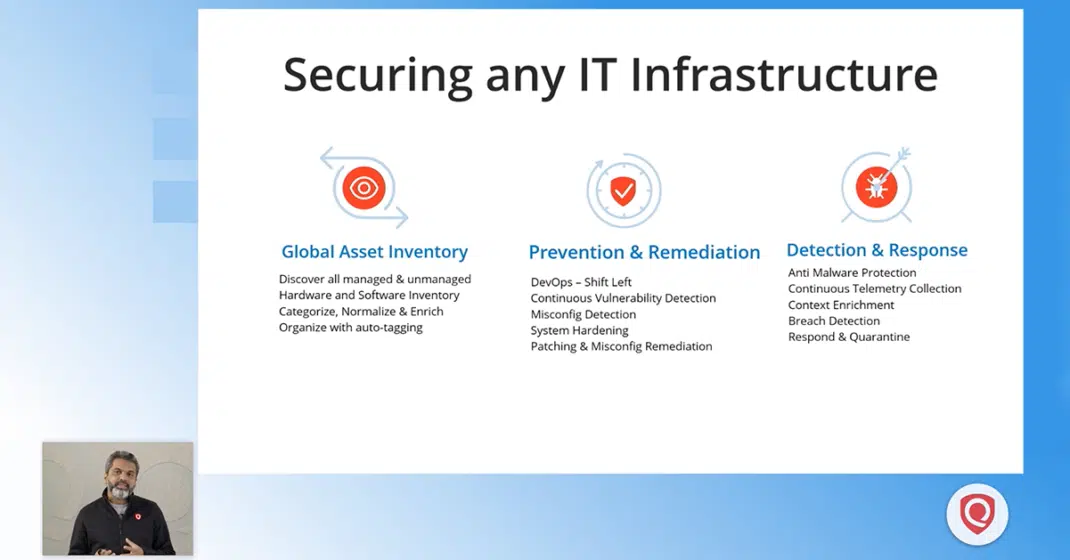 Securing any IT Infrastructure
Global Asset Inventory
Discover all managed & unmanaged
Hardware and Software Inventory
Categorize, Normalize & Enrich
Organize with auto-tagging
Prevention & Remediation
DevOps – Shift Left
Continuous Vulnerability Detection
Misconfig Detection
System Hardening
Patching & Misconfig Remediation
Detection & Response
Anti Malware Protection
Continuous Telemetry Collection
Context Enrichment
Breach Detection
Respond & Quarantine